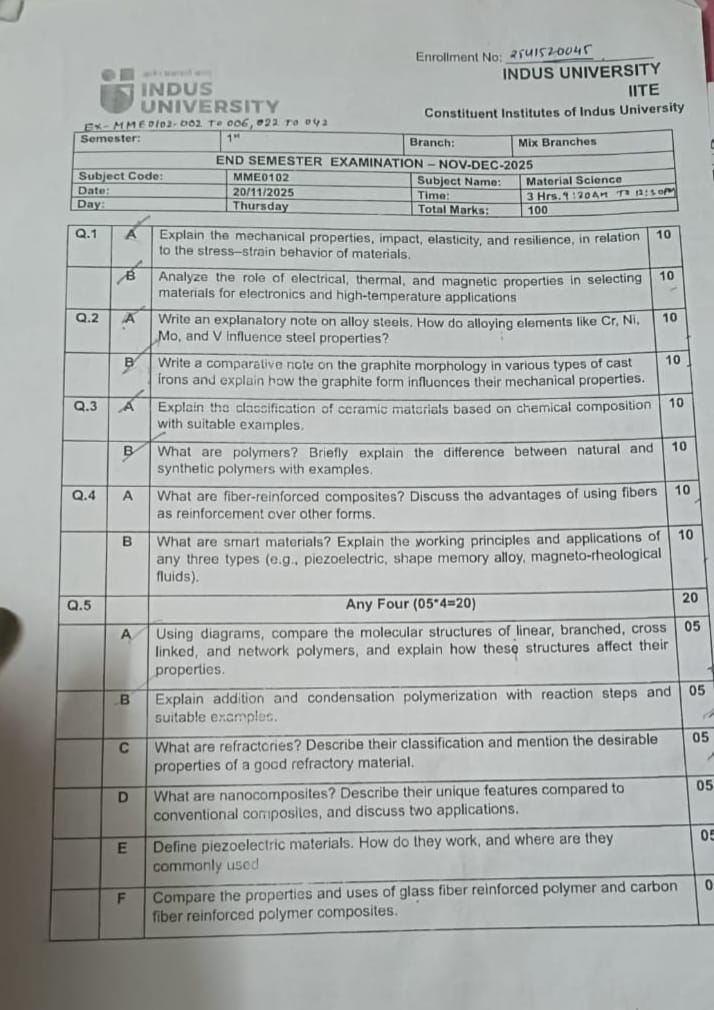 Enrollment No: 2541520045
INDUS UNIVERSITY
IITE
Constituent Institutes of Indus University
INDUS
UNIVERSITY
EX-MME0102-002 TO 006, 022 TO 042
Semester: 1st Branch: Mix Branches
END SEMESTER EXAMINATION – NOV-DEC-2025
Subject Code: MME0102 Subject Name: Material Science
Date: 20/11/2025 Time: 3 Hrs. 9:20AM TO 12:30PM
Day: Thursday Total Marks: 100
Q.1 A Explain the mechanical properties, impact, elasticity, and resilience, in relation 10
to the stress–strain behavior of materials.
B Analyze the role of electrical, thermal, and magnetic properties in selecting 10
materials for electronics and high-temperature applications
Q.2 A Write an explanatory note on alloy steels. How do alloying elements like Cr, Ni, 10
Mo, and V influence steel properties?
B Write a comparative note on the graphite morphology in various types of cast 10
irons and explain how the graphite form influences their mechanical properties.
Q.3 A Explain the classification of ceramic materials based on chemical composition 10
with suitable examples.
B What are polymers? Briefly explain the difference between natural and 10
synthetic polymers with examples.
Q.4 A What are fiber-reinforced composites? Discuss the advantages of using fibers 10
as reinforcement over other forms.
B What are smart materials? Explain the working principles and applications of 10
any three types (e.g., piezoelectric, shape memory alloy, magneto-rheological
fluids).
Q.5 Any Four (05*4=20) 20
A Using diagrams, compare the molecular structures of linear, branched, cross 05
linked, and network polymers, and explain how these structures affect their
properties.
B Explain addition and condensation polymerization with reaction steps and 05
suitable examples.
C What are refractories? Describe their classification and mention the desirable 05
properties of a good refractory material.
D What are nanocomposites? Describe their unique features compared to 05
conventional composites, and discuss two applications.
E Define piezoelectric materials. How do they work, and where are they 05
commonly used
F Compare the properties and uses of glass fiber reinforced polymer and carbon 0
fiber reinforced polymer composites.